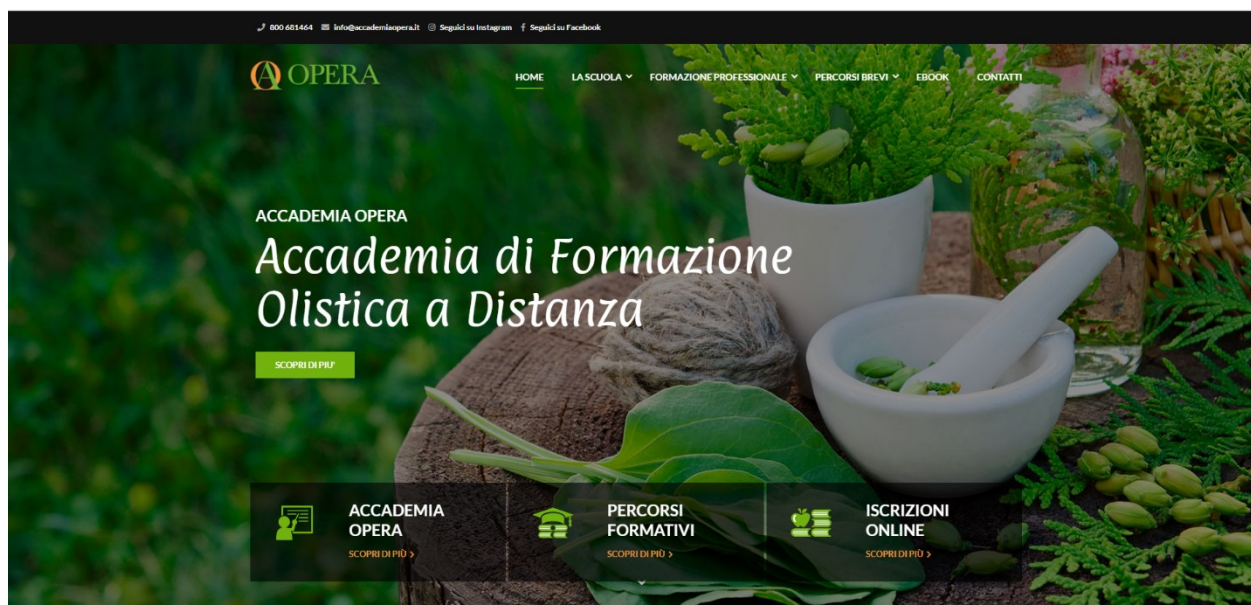 800 681464 info@accademiaopera.it Seguici su Instagram Seguici su Facebook
OPERA
HOME LA SCUOLA FORMAZIONE PROFESSIONALE PERCORSI BREVI EBOOK CONTATTI
ACCADEMIA OPERA
Accademia di Formazione
Olistica a Distanza
SCOPRI DI PIU'
ACCADEMIA
OPERA
SCOPRI DI PIÙ >
PERCORSI
FORMATIVI
SCOPRI DI PIÙ >
ISCRIZIONI
ONLINE
SCOPRI DI PIÙ >